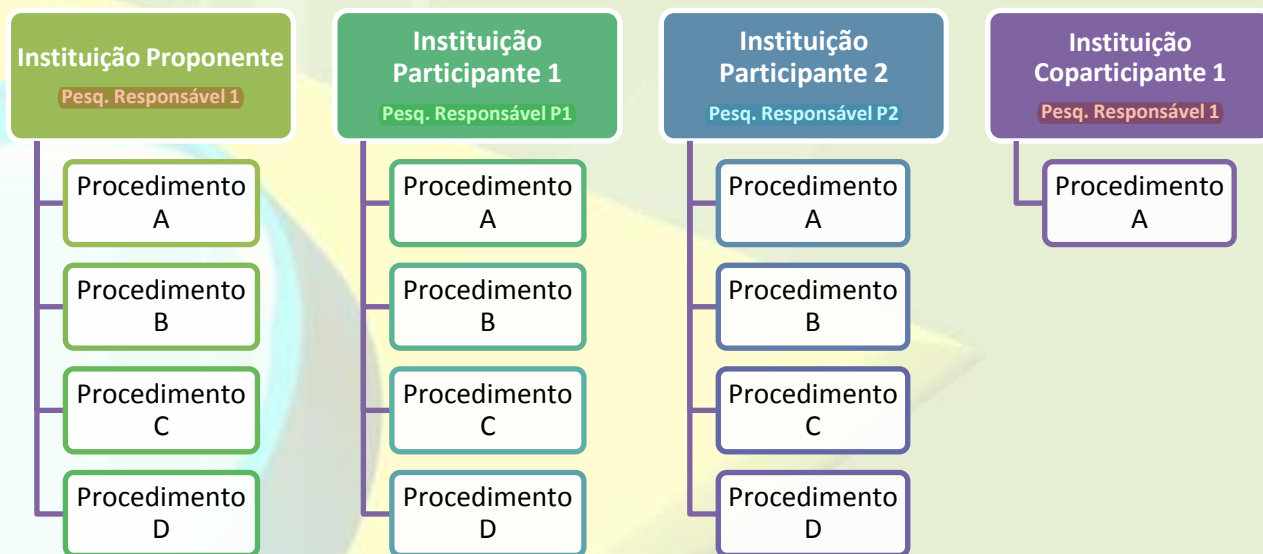 Instituição Proponente
Pesq. Responsável 1
Procedimento
A
Procedimento
B
Procedimento
C
Procedimento
D
Instituição
Participante 1
Pesq. Responsável P1
Procedimento
A
Procedimento
B
Procedimento
C
Procedimento
D
Instituição
Participante 2
Pesq. Responsável P2
Procedimento
A
Procedimento
B
Procedimento
C
Procedimento
D
Instituição
Coparticipante 1
Pesq. Responsável 1
Procedimento
A